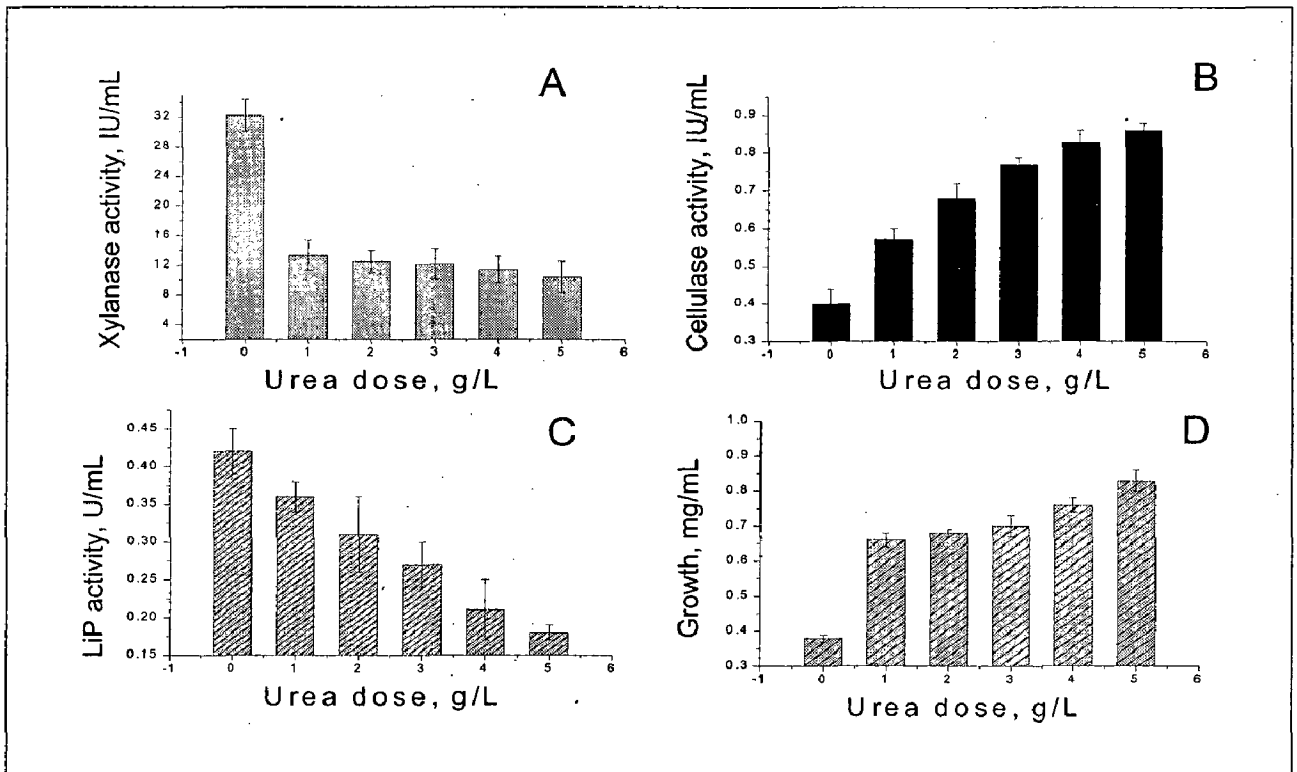 A
Xylanase activity, IU/mL
32
28
24
20
16
12
8
4
-1 0 1 2 3 4 5 6
Urea dose, g/L
B
Cellulase activity, IU/mL
0.9
0.8
0.7
0.6
0.5
0.4
0.3
-1 0 1 2 3 4 5 6
Urea dose, g/L
C
LiP activity, U/mL
0.45
0.40
0.35
0.30
0.25
0.20
0.15
-1 0 1 2 3 4 5 6
Urea dose, g/L
D
Growth, mg/mL
1.0
0.9
0.8
0.7
0.6
0.5
0.4
0.3
-1 0 1 2 3 4 5 6
Urea dose, g/L